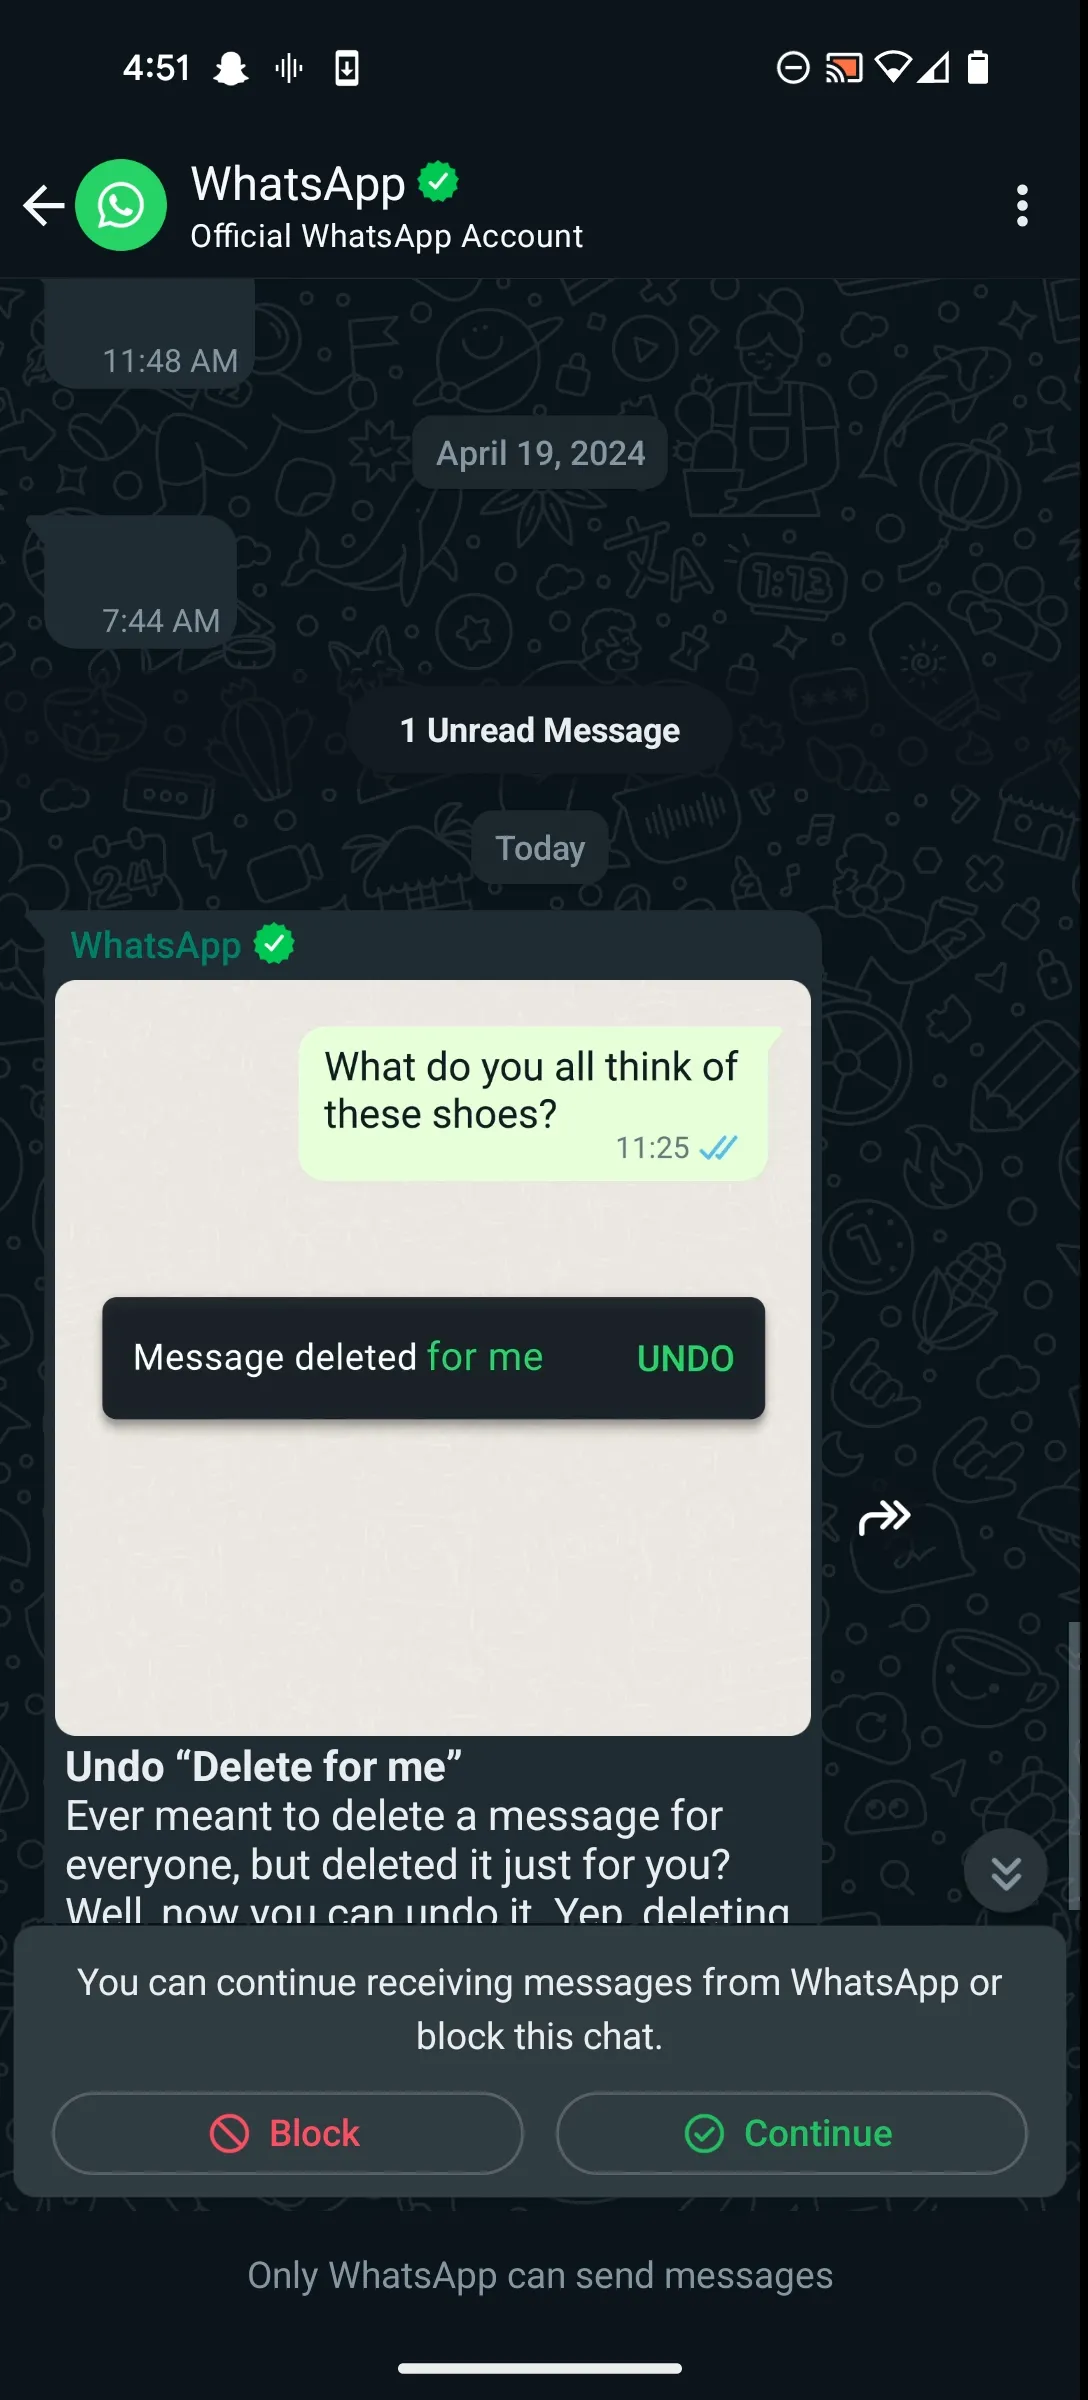 4:51
WhatsApp
Official WhatsApp Account
11:48 AM
April 19, 2024
7:44 AM
1 Unread Message
Today
WhatsApp
What do you all think of
these shoes?
11:25
Message deleted for me UNDO
Undo “Delete for me”
Ever meant to delete a message for
everyone, but deleted it just for you?
Well, now you can undo it. Yep, deleting
You can continue receiving messages from WhatsApp or
block this chat.
Block
Continue
Only WhatsApp can send messages